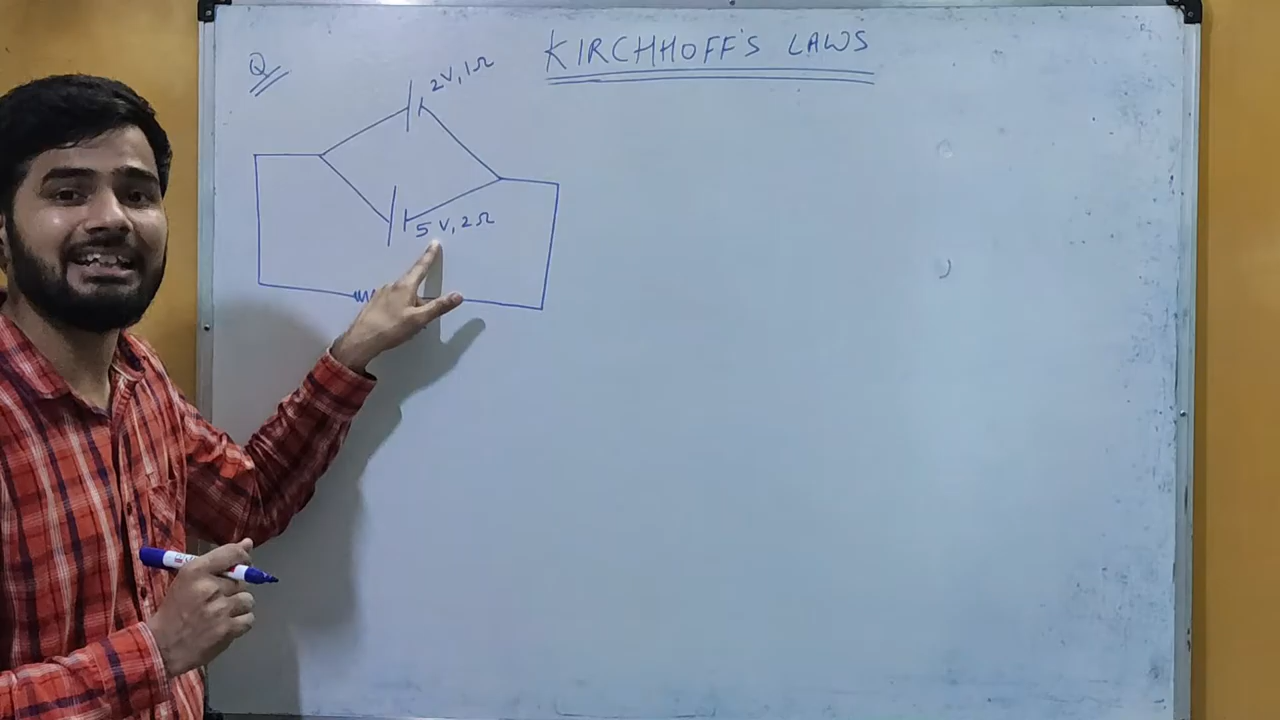 KIRCHHOFF'S LAWS
Q
2V, 1Ω
5V, 2Ω